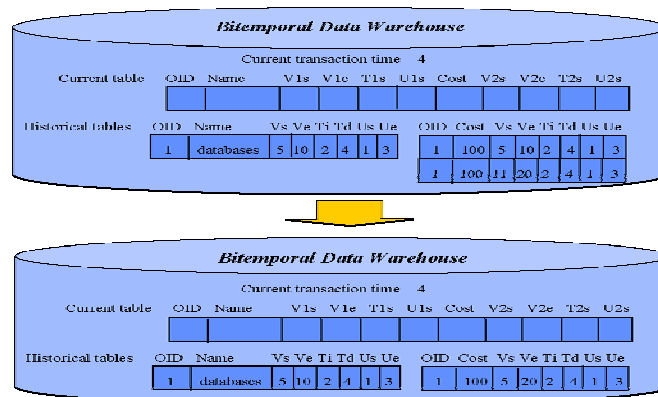 Bitemporal Data Warehouse
Current transaction time 4
Current table OID Name V1s V1e T1s U1s Cost V2s V2e T2s U2s
Historical tables OID Name Vs Ve Ti Td Us Ue OID Cost Vs Ve Ti Td Us Ue
1 databases 5 10 2 4 1 3 1 100 5 10 2 4 1 3
1 100 11 20 2 4 1 3
Bitemporal Data Warehouse
Current transaction time 4
Current table OID Name V1s V1e T1s U1s Cost V2s V2e T2s U2s
Historical tables OID Name Vs Ve Ti Td Us Ue OID Cost Vs Ve Ti Td Us Ue
1 databases 5 10 2 4 1 3 1 100 5 20 2 4 1 3